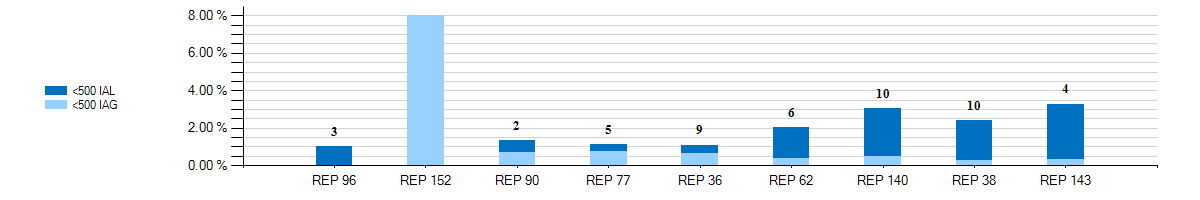 8.00 %
6.00 %
4.00 %
2.00 %
0.00 %
<500 IAL
<500 IAG
3
2
5
9
6
10
10
4
REP 96
REP 152
REP 90
REP 77
REP 36
REP 62
REP 140
REP 38
REP 143